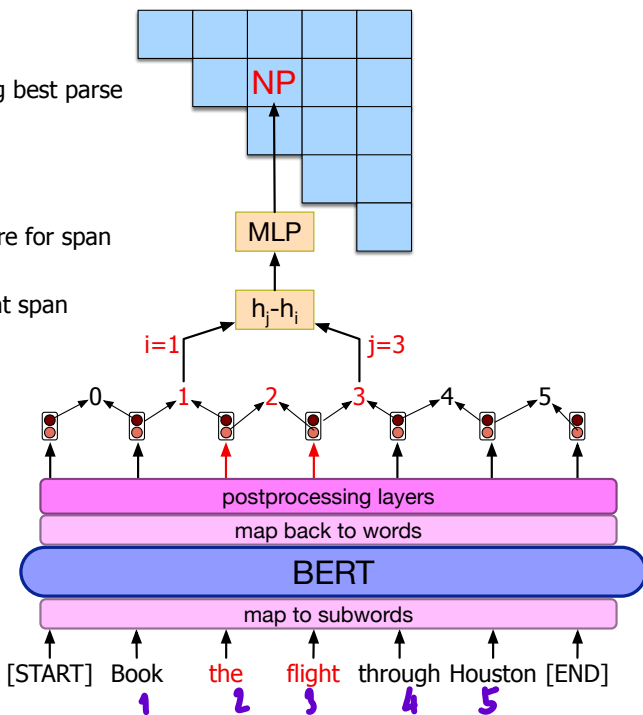 NP
g best parse
MLP
re for span
hj-hi
at span
i=1 j=3
0 1 2 3 4 5
postprocessing layers
map back to words
BERT
map to subwords
[START] Book the flight through Houston [END]
1 2 3 4 5